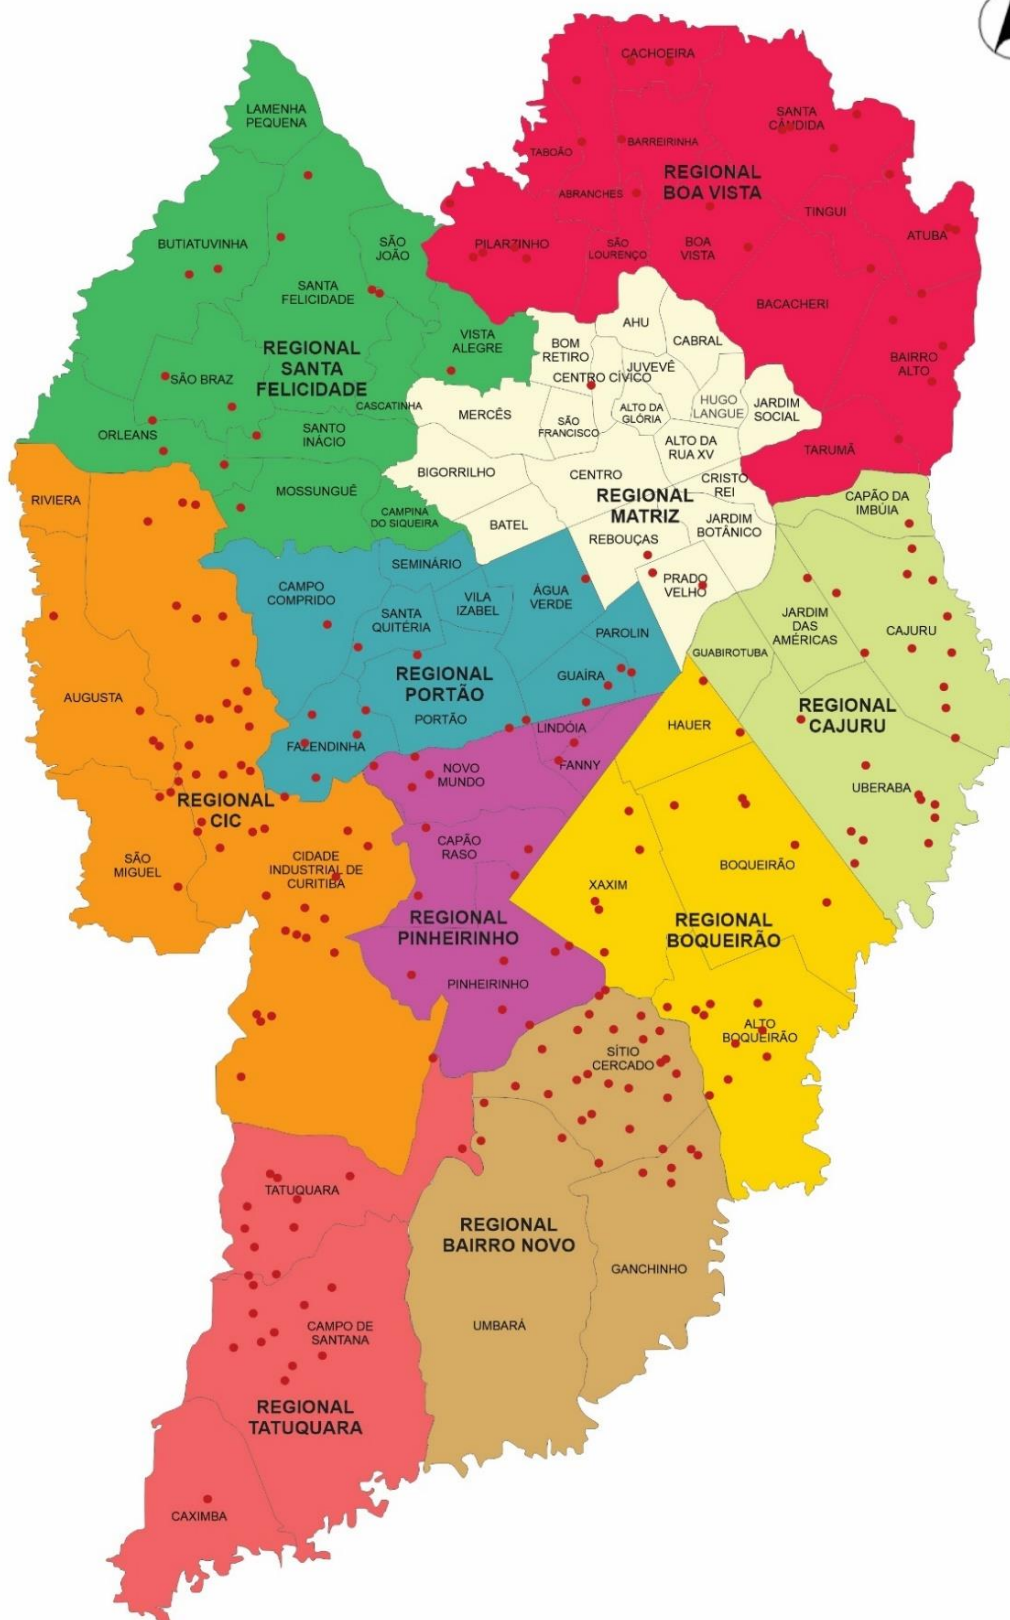 CACHOEIRA
LAMENHA
PEQUENA
SANTA
CÂNDIDA
TABOÃO
BARREIRINHA
REGIONAL
BOA VISTA
ABRANCHES
TINGUI
BUTIATUVINHA
SÃO
JOÃO
PILARZINHO
SÃO
LOURENÇO
BOA
VISTA
ATUBA
SANTA
FELICIDADE
BACACHERI
AHU
CABRAL
VISTA
ALEGRE
BOM
RETIRO
REGIONAL
SANTA
FELICIDADE
JUVEVÊ
CENTRO CÍVICO
BAIRRO
ALTO
SÃO BRAZ
CASCATINHA
MERCÊS
SÃO
FRANCISCO
ALTO DA
GLÓRIA
HUGO
LANGUE
JARDIM
SOCIAL
ORLEANS
SANTO
INÁCIO
ALTO DA
RUA XV
TARUMÃ
BIGORRILHO
CENTRO
CRISTO
REI
RIVIERA
MOSSUNGUÊ
REGIONAL
MATRIZ
CAPÃO DA
IMBÚIA
CAMPINA
DO SIQUEIRA
BATEL
REBOUÇAS
JARDIM
BOTÂNICO
SEMINÁRIO
CAMPO
COMPRIDO
VILA
IZABEL
ÁGUA
VERDE
PRADO
VELHO
SANTA
QUITÉRIA
PAROLIN
JARDIM
DAS
AMÉRICAS
CAJURU
GUABIROTUBA
REGIONAL
PORTÃO
GUAÍRA
AUGUSTA
REGIONAL
CAJURU
PORTÃO
LINDÓIA
HAUER
FAZENDINHA
NOVO
MUNDO
FANNY
UBERABA
REGIONAL
CIC
CAPÃO
RASO
SÃO
MIGUEL
CIDADE
INDUSTRIAL DE
CURITIBA
BOQUEIRÃO
XAXIM
REGIONAL
PINHEIRINHO
REGIONAL
BOQUEIRÃO
PINHEIRINHO
ALTO
BOQUEIRÃO
SÍTIO
CERCADO
TATUQUARA
REGIONAL
BAIRRO NOVO
GANCHINHO
CAMPO DE
SANTANA
UMBARÁ
REGIONAL
TATUQUARA
CAXIMBA